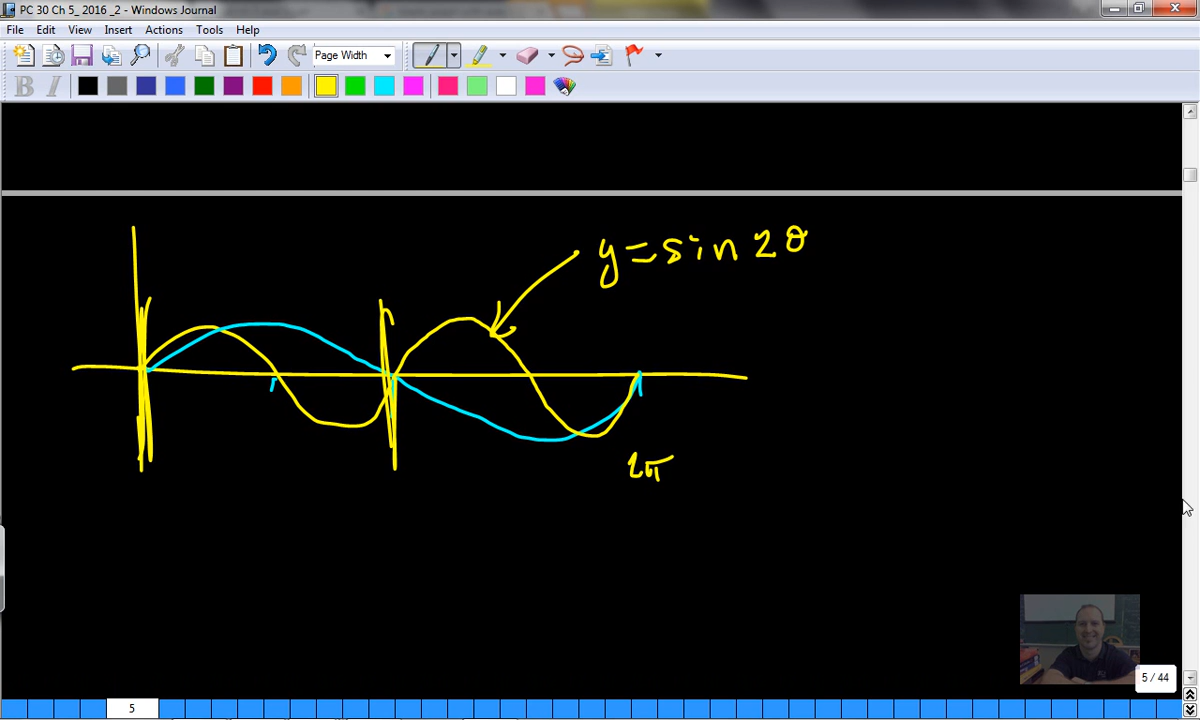 PC 30 Ch 5_ 2016 _2 - Windows Journal
File Edit View Insert Actions Tools Help
Page Width
B I
y = sin 2θ
2π
5 / 44
5